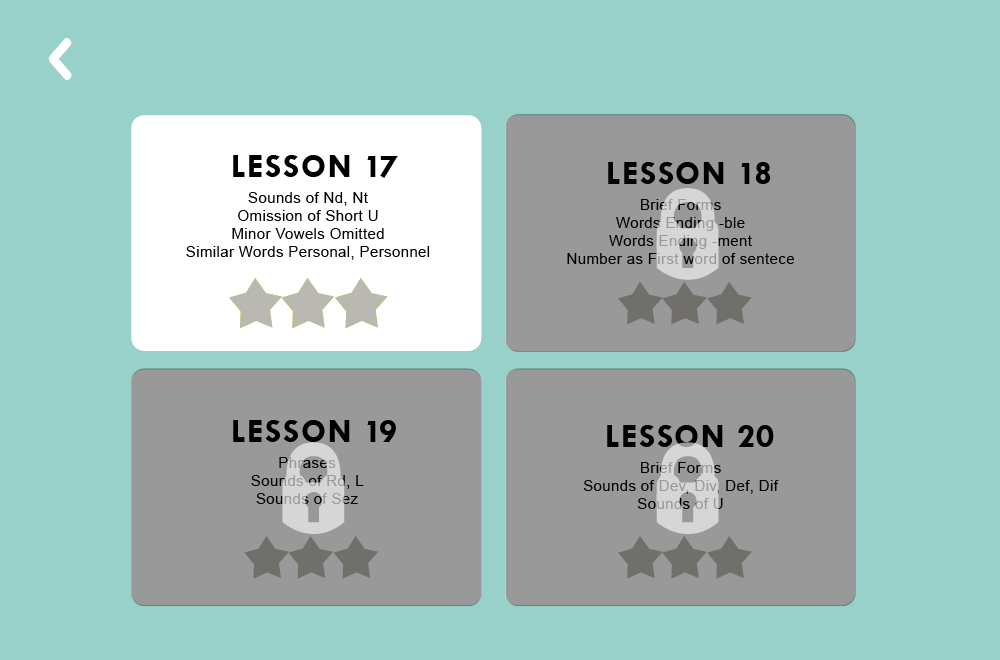 LESSON 17
Sounds of Nd, Nt
Omission of Short U
Minor Vowels Omitted
Similar Words Personal, Personnel
LESSON 18
Brief Forms
Words Ending -ble
Words Ending -ment
Number as First word of sentece
LESSON 19
Phrases
Sounds of Rd, L
Sounds of Sez
LESSON 20
Brief Forms
Sounds of Dev, Div, Def, Dif
Sounds of U